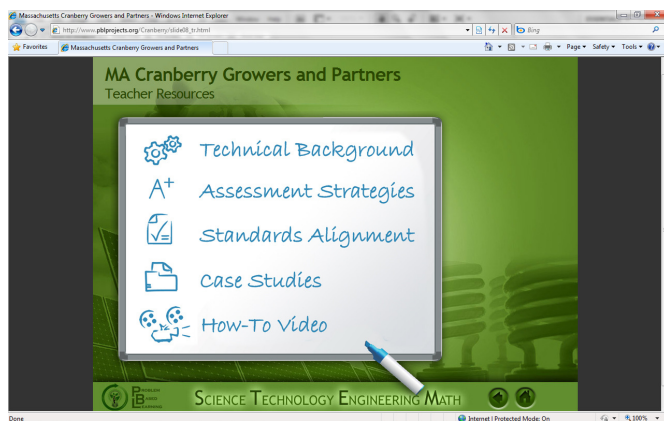 Massachusetts Cranberry Growers and Partners - Windows Internet Explorer
http://www.pblprojects.org/Cranberry/slide08_tr.html
Bing
Favorites
Massachusetts Cranberry Growers and Partners
Page
Safety
Tools
MA Cranberry Growers and Partners
Teacher Resources
Technical Background
A+ Assessment Strategies
Standards Alignment
Case Studies
How-To Video
PROBLEM
BASED
LEARNING
SCIENCE TECHNOLOGY ENGINEERING MATH
Done
Internet | Protected Mode: On
100%